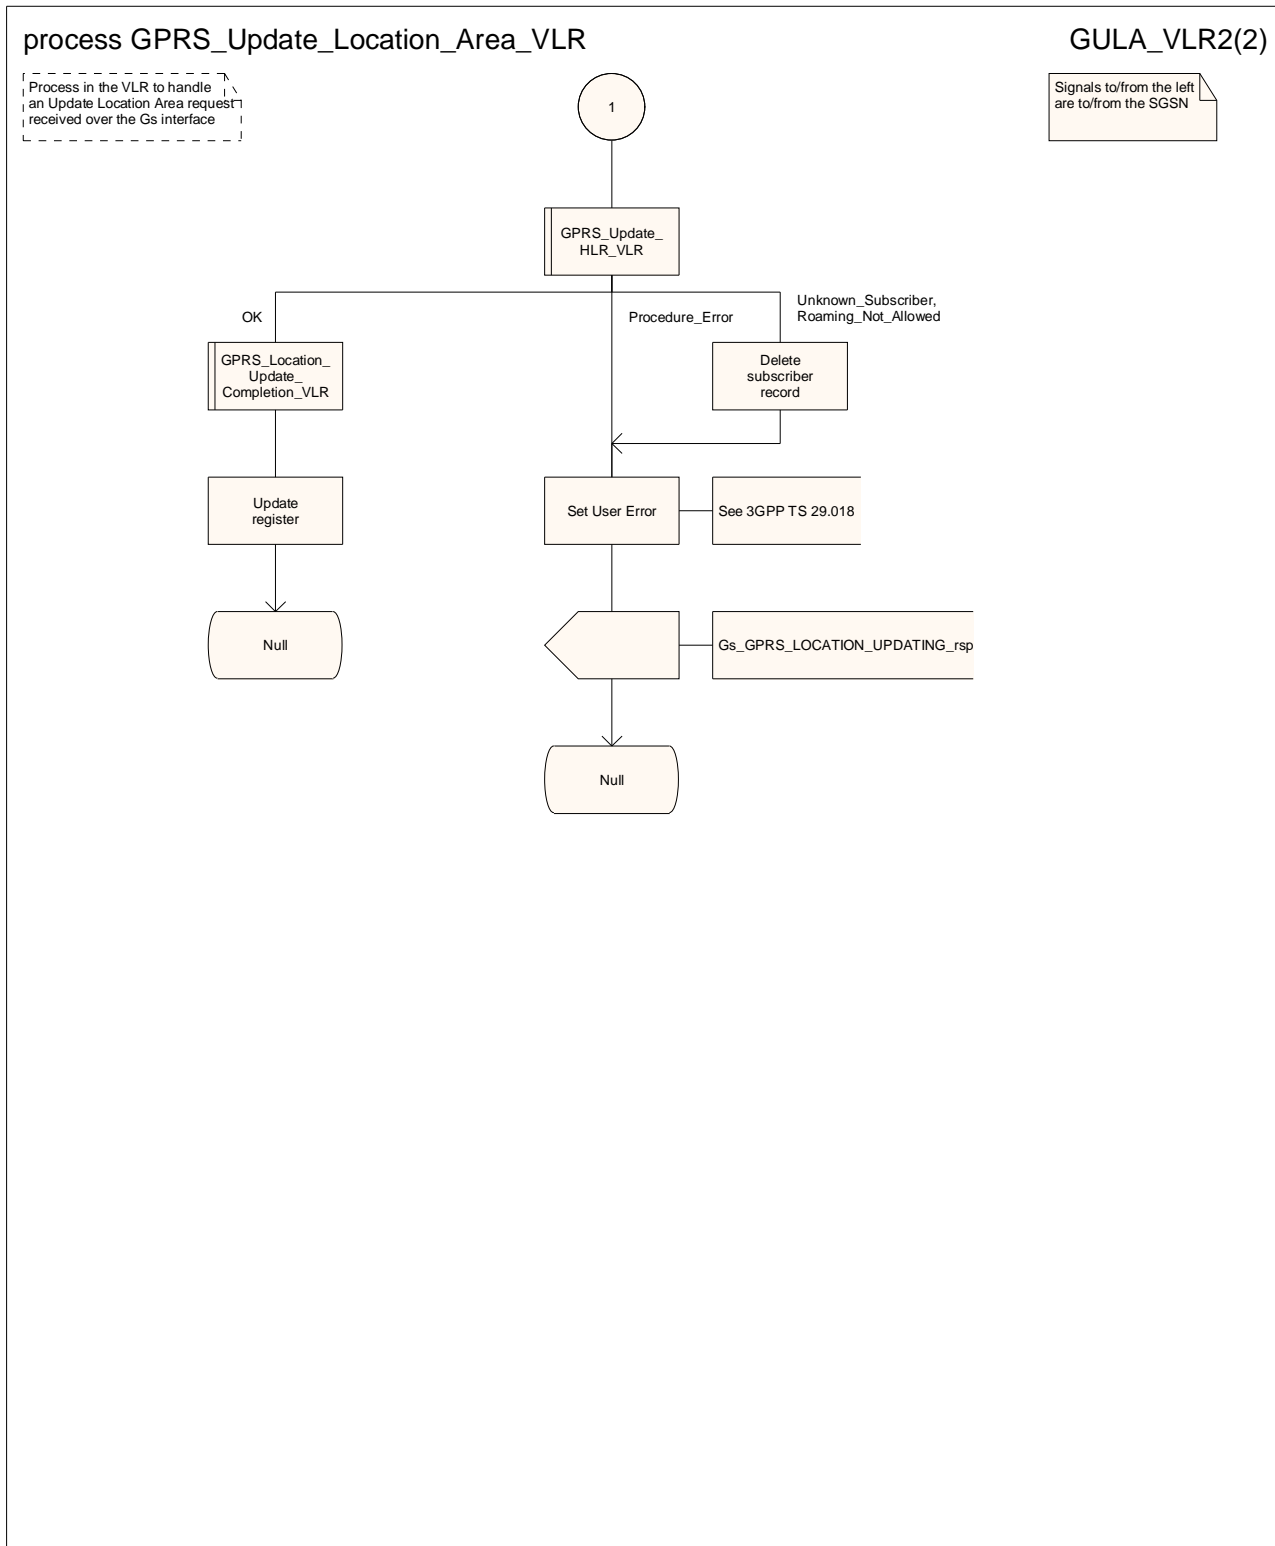 process GPRS_Update_Location_Area_VLR
GULA_VLR2(2)
Process in the VLR to handle
an Update Location Area request
received over the Gs interface
Signals to/from the left
are to/from the SGSN
1
GPRS_Update_
HLR_VLR
OK
Procedure_Error
Unknown_Subscriber,
Roaming_Not_Allowed
GPRS_Location_
Update_
Completion_VLR
Delete
subscriber
record
Update
register
Set User Error
See 3GPP TS 29.018
Null
Gs_GPRS_LOCATION_UPDATING_rsp
Null